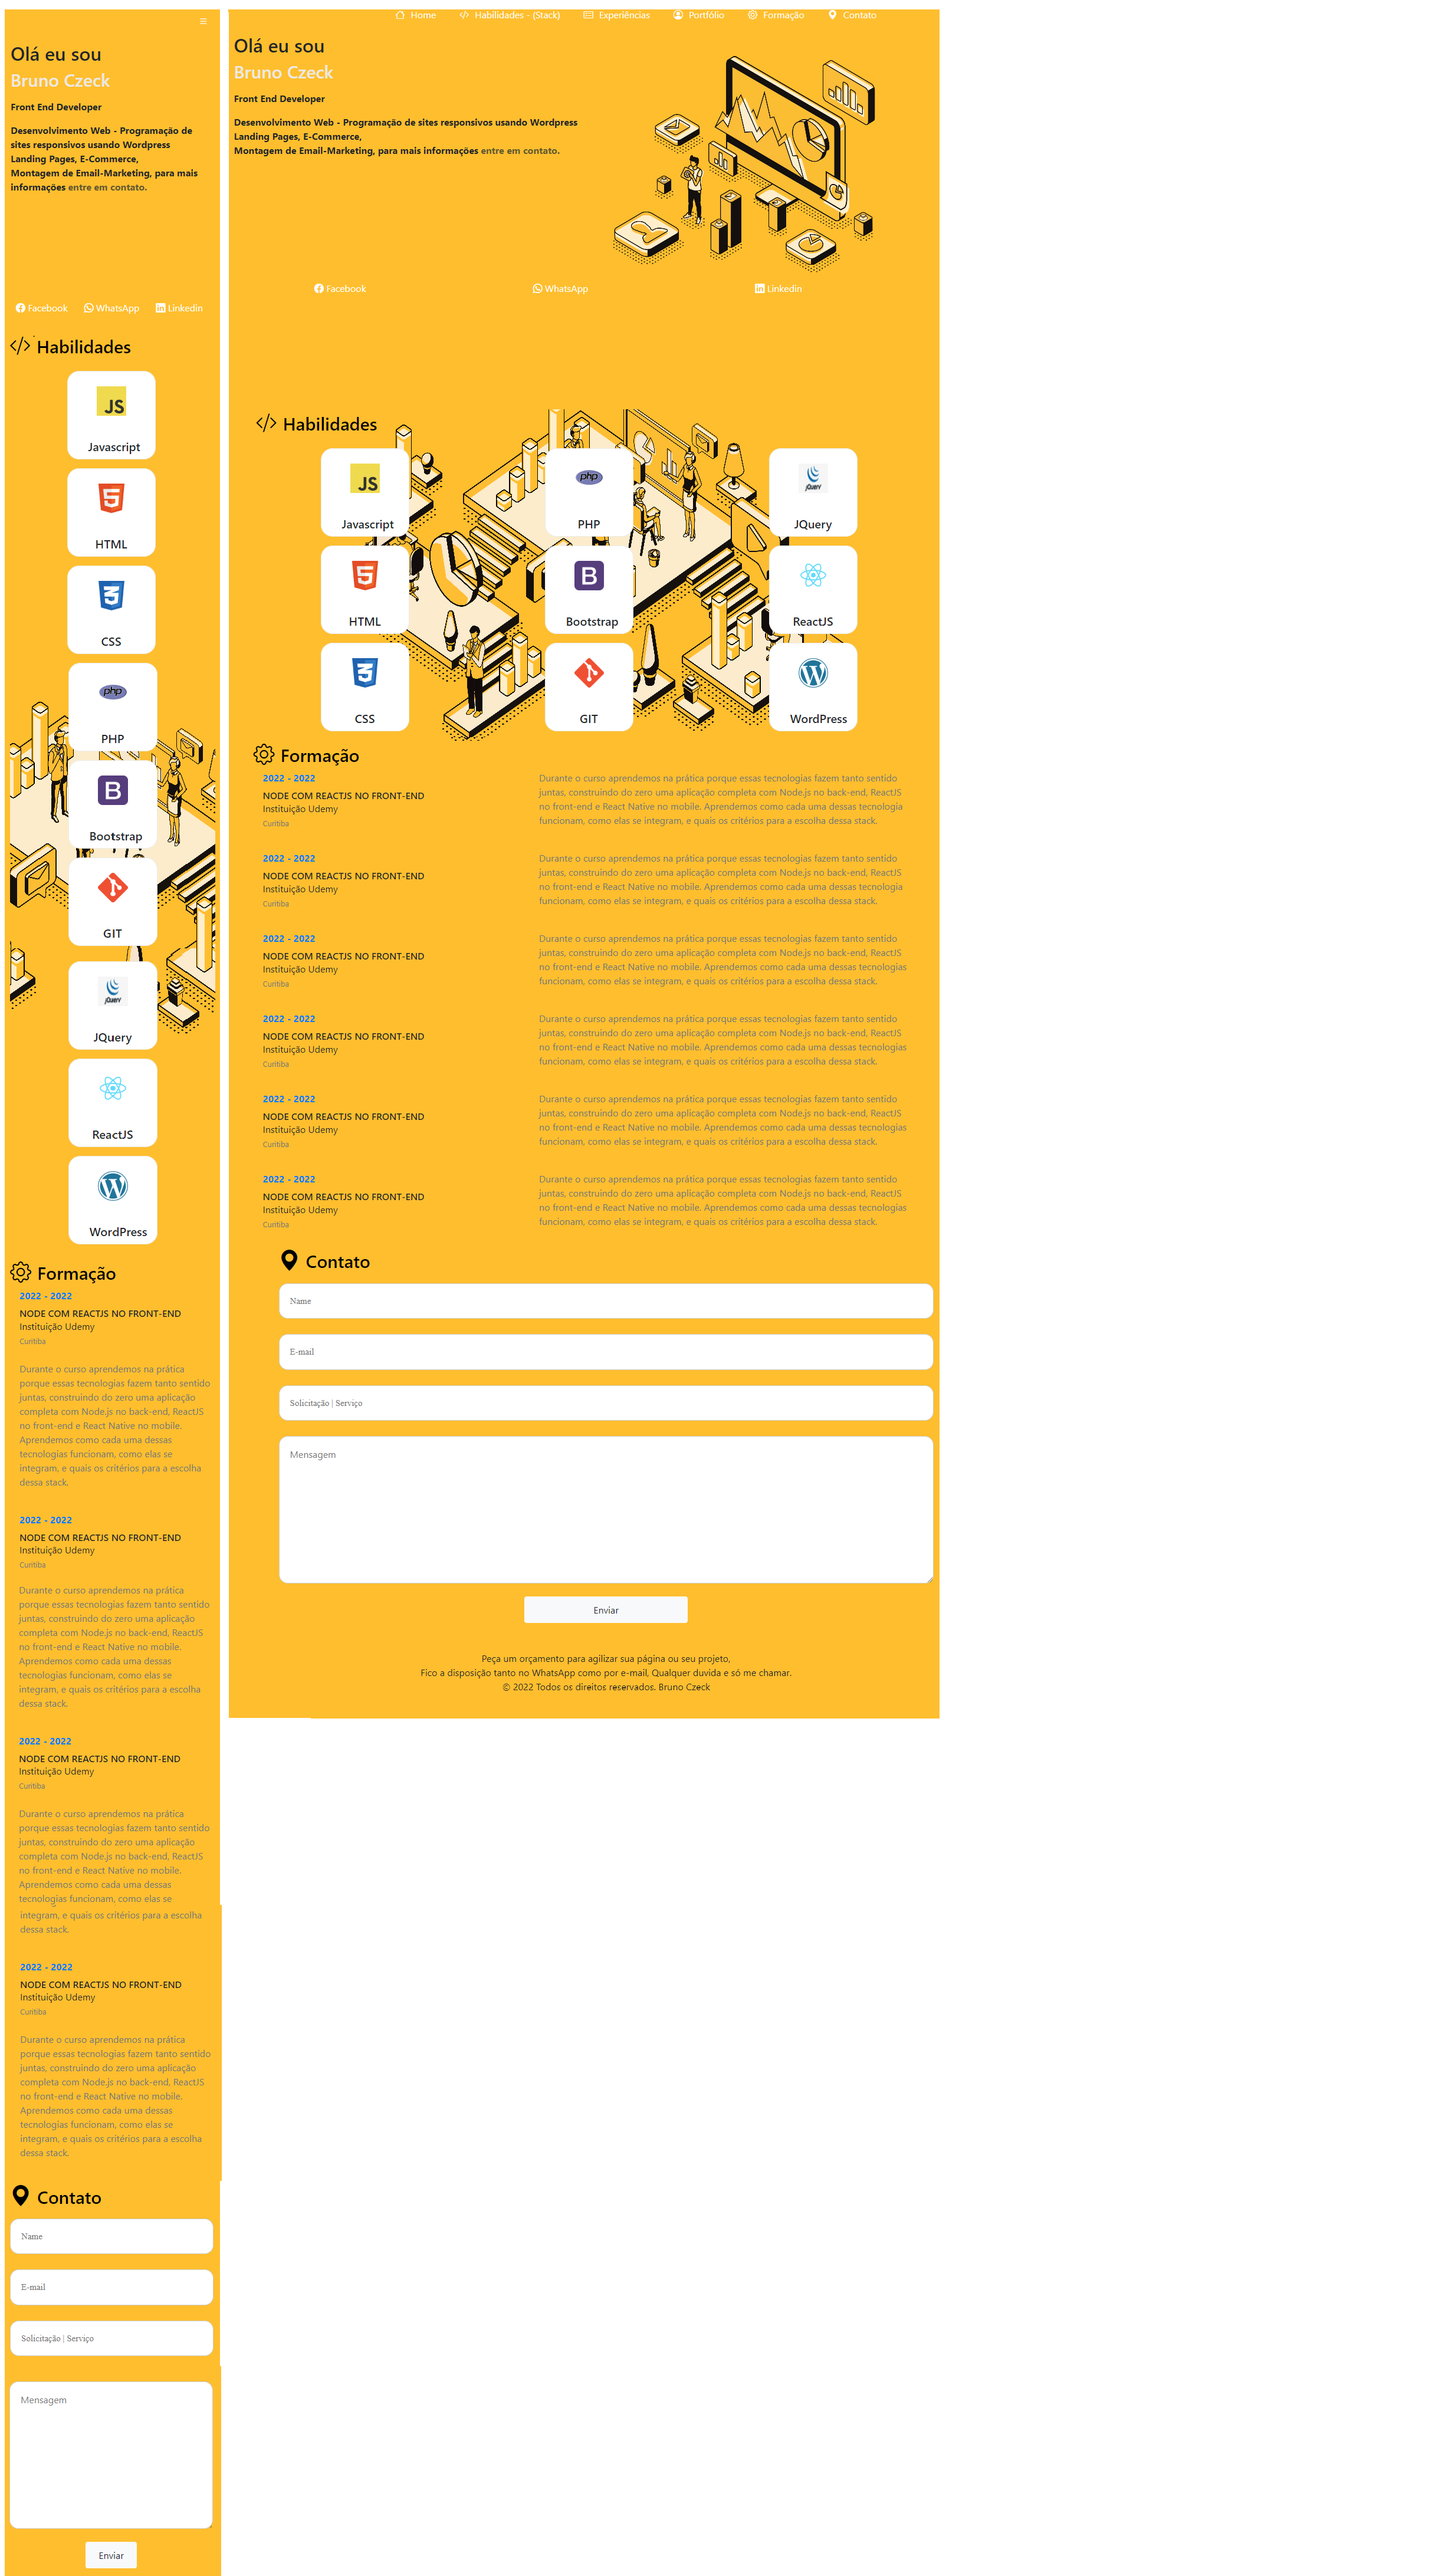 Olá eu sou
Bruno Czeck
Front End Developer
Desenvolvimento Web - Programação de
sites responsivos usando Wordpress
Landing Pages, E-Commerce,
Montagem de Email-Marketing, para mais
informações entre em contato.
Facebook
WhatsApp
Linkedin
Habilidades
JS
Javascript
HTML
CSS
php
PHP
B
Bootstrap
GIT
jQuery
JQuery
ReactJS
WordPress
Formação
2022 - 2022
NODE COM REACTJS NO FRONT-END
Instituição Udemy
Curitiba
Durante o curso aprendemos na prática
porque essas tecnologias fazem tanto sentido
juntas, construindo do zero uma aplicação
completa com Node.js no back-end, ReactJS
no front-end e React Native no mobile.
Aprendemos como cada uma dessas
tecnologias funcionam, como elas se
integram, e quais os critérios para a escolha
dessa stack.
2022 - 2022
NODE COM REACTJS NO FRONT-END
Instituição Udemy
Curitiba
Durante o curso aprendemos na prática
porque essas tecnologias fazem tanto sentido
juntas, construindo do zero uma aplicação
completa com Node.js no back-end, ReactJS
no front-end e React Native no mobile.
Aprendemos como cada uma dessas
tecnologias funcionam, como elas se
integram, e quais os critérios para a escolha
dessa stack.
2022 - 2022
NODE COM REACTJS NO FRONT-END
Instituição Udemy
Curitiba
Durante o curso aprendemos na prática
porque essas tecnologias fazem tanto sentido
juntas, construindo do zero uma aplicação
completa com Node.js no back-end, ReactJS
no front-end e React Native no mobile.
Aprendemos como cada uma dessas
tecnologias funcionam, como elas se
integram, e quais os critérios para a escolha
dessa stack.
2022 - 2022
NODE COM REACTJS NO FRONT-END
Instituição Udemy
Curitiba
Durante o curso aprendemos na prática
porque essas tecnologias fazem tanto sentido
juntas, construindo do zero uma aplicação
completa com Node.js no back-end, ReactJS
no front-end e React Native no mobile.
Aprendemos como cada uma dessas
tecnologias funcionam, como elas se
integram, e quais os critérios para a escolha
dessa stack.
Contato
Name
E-mail
Solicitação | Serviço
Mensagem
Enviar
Home
Habilidades - (Stack)
Experiências
Portfólio
Formação
Contato
Olá eu sou
Bruno Czeck
Front End Developer
Desenvolvimento Web - Programação de sites responsivos usando Wordpress
Landing Pages, E-Commerce,
Montagem de Email-Marketing, para mais informações entre em contato.
Facebook
WhatsApp
Linkedin
Habilidades
JS
Javascript
php
PHP
jQuery
JQuery
HTML
B
Bootstrap
ReactJS
CSS
GIT
WordPress
Formação
2022 - 2022
NODE COM REACTJS NO FRONT-END
Instituição Udemy
Curitiba
Durante o curso aprendemos na prática porque essas tecnologias fazem tanto sentido
juntas, construindo do zero uma aplicação completa com Node.js no back-end, ReactJS
no front-end e React Native no mobile. Aprendemos como cada uma dessas tecnologia
funcionam, como elas se integram, e quais os critérios para a escolha dessa stack.
2022 - 2022
NODE COM REACTJS NO FRONT-END
Instituição Udemy
Curitiba
Durante o curso aprendemos na prática porque essas tecnologias fazem tanto sentido
juntas, construindo do zero uma aplicação completa com Node.js no back-end, ReactJS
no front-end e React Native no mobile. Aprendemos como cada uma dessas tecnologia
funcionam, como elas se integram, e quais os critérios para a escolha dessa stack.
2022 - 2022
NODE COM REACTJS NO FRONT-END
Instituição Udemy
Curitiba
Durante o curso aprendemos na prática porque essas tecnologias fazem tanto sentido
juntas, construindo do zero uma aplicação completa com Node.js no back-end, ReactJS
no front-end e React Native no mobile. Aprendemos como cada uma dessas tecnologias
funcionam, como elas se integram, e quais os critérios para a escolha dessa stack.
2022 - 2022
NODE COM REACTJS NO FRONT-END
Instituição Udemy
Curitiba
Durante o curso aprendemos na prática porque essas tecnologias fazem tanto sentido
juntas, construindo do zero uma aplicação completa com Node.js no back-end, ReactJS
no front-end e React Native no mobile. Aprendemos como cada uma dessas tecnologias
funcionam, como elas se integram, e quais os critérios para a escolha dessa stack.
2022 - 2022
NODE COM REACTJS NO FRONT-END
Instituição Udemy
Curitiba
Durante o curso aprendemos na prática porque essas tecnologias fazem tanto sentido
juntas, construindo do zero uma aplicação completa com Node.js no back-end, ReactJS
no front-end e React Native no mobile. Aprendemos como cada uma dessas tecnologias
funcionam, como elas se integram, e quais os critérios para a escolha dessa stack.
2022 - 2022
NODE COM REACTJS NO FRONT-END
Instituição Udemy
Curitiba
Durante o curso aprendemos na prática porque essas tecnologias fazem tanto sentido
juntas, construindo do zero uma aplicação completa com Node.js no back-end, ReactJS
no front-end e React Native no mobile. Aprendemos como cada uma dessas tecnologias
funcionam, como elas se integram, e quais os critérios para a escolha dessa stack.
Contato
Name
E-mail
Solicitação | Serviço
Mensagem
Enviar
Peça um orçamento para agilizar sua página ou seu projeto,
Fico a disposição tanto no WhatsApp como por e-mail, Qualquer duvida e só me chamar.
© 2022 Todos os direitos reservados. Bruno Czeck